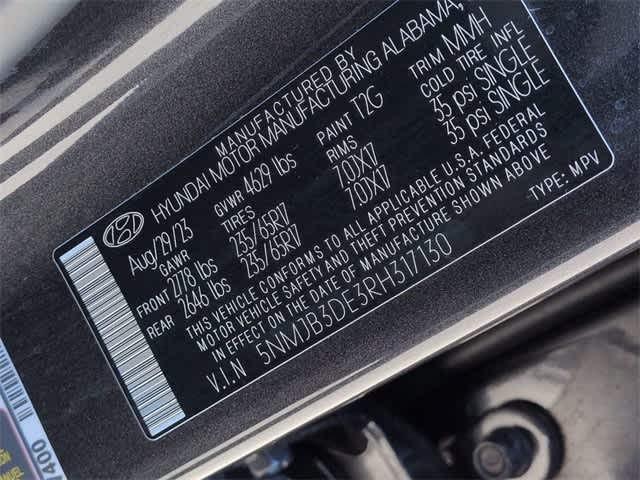 MANUFACTURED BY
HYUNDAI MOTOR MANUFACTURING ALABAMA,
Aug/29/23 GVWR 4629 lbs PAINT T2G TRIM MMH
GAWR TIRES RIMS COLD TIRE INFL
FRONT 2778 lbs 235/65R17 7.0JX17 35 psi SINGLE
REAR 2646 lbs 235/65R17 7.0JX17 35 psi SINGLE
THIS VEHICLE CONFORMS TO ALL APPLICABLE U.S.A. FEDERAL
MOTOR VEHICLE SAFETY AND THEFT PREVENTION STANDARDS
IN EFFECT ON THE DATE OF MANUFACTURE SHOWN ABOVE
V.I.N 5NMJB3DE3RH317130 TYPE: MPV
7400